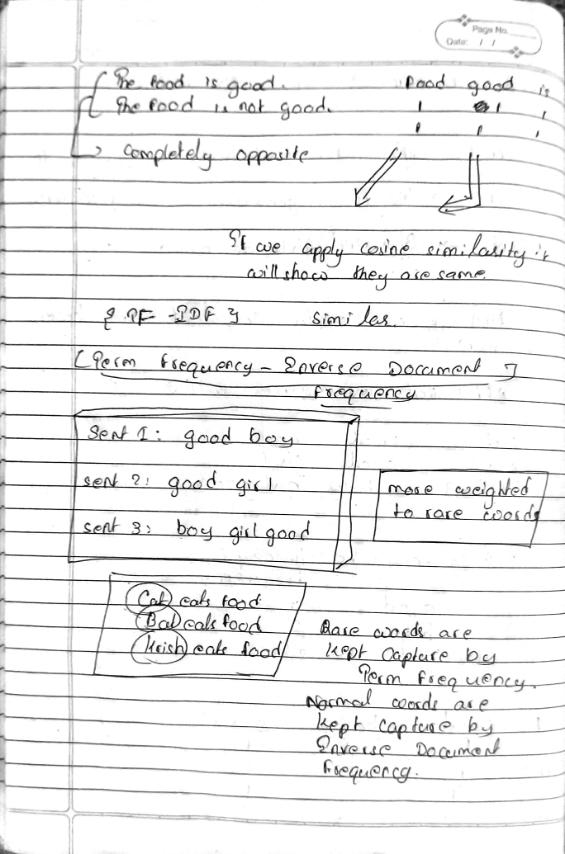 Page No.
Date: / /
The food is good. food good is
The food is not good. 1 1 1
1 1 1
Completely opposite
If we apply cosine similarity it
will show they are same.
{ TF - IDF } similar.
[ Term frequency - Inverse Document ]
frequency
Sent 1: good boy
sent 2: good girl
sent 3: boy girl good
more weighted
to rare words
Cat eats food
Bat eats food
Krish eats food
Rare words are
kept capture by
Term frequency.
Normal words are
kept capture by
Inverse Document
frequency.